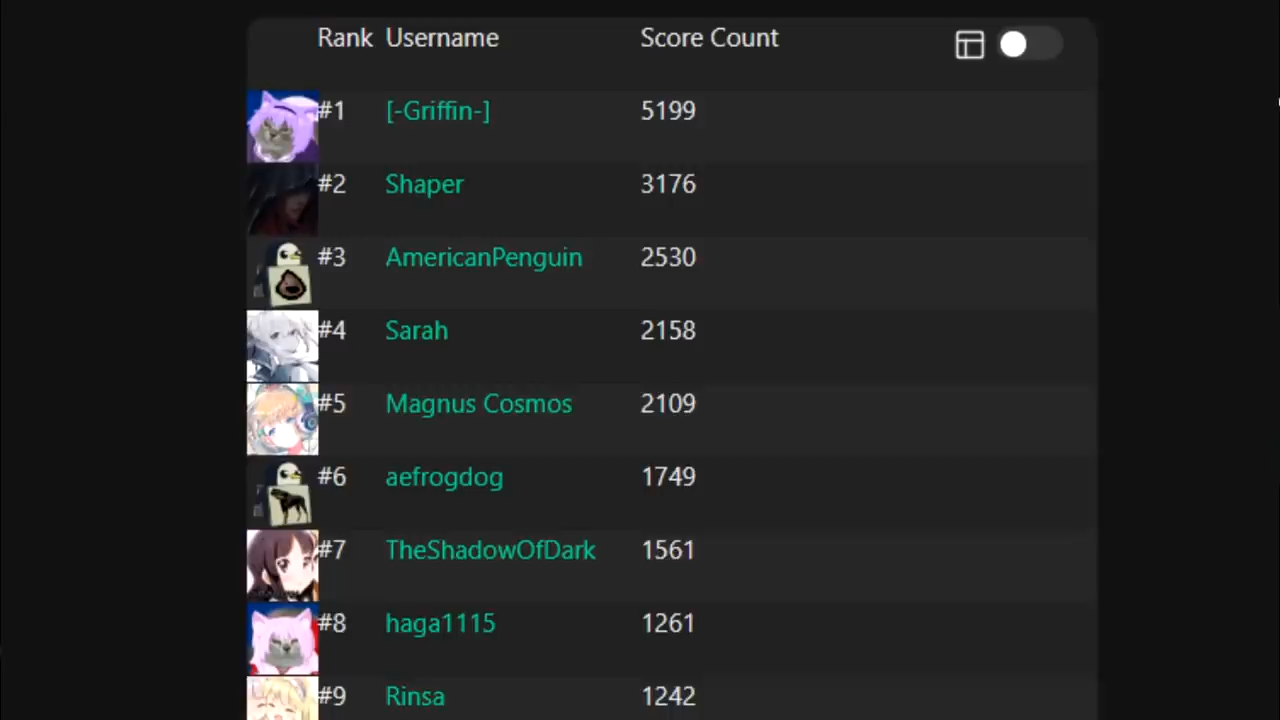 Rank Username Score Count
#1 [-Griffin-] 5199
#2 Shaper 3176
#3 AmericanPenguin 2530
#4 Sarah 2158
#5 Magnus Cosmos 2109
#6 aefrogdog 1749
#7 TheShadowOfDark 1561
#8 haga1115 1261
#9 Rinsa 1242